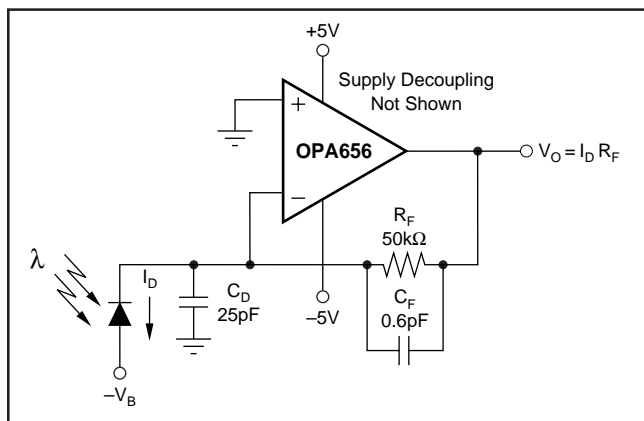 +5V
Supply Decoupling
Not Shown
+
OPA656
−
V_O = I_D R_F
R_F
50kΩ
λ
I_D
C_D
25pF
−5V
C_F
0.6pF
−V_B